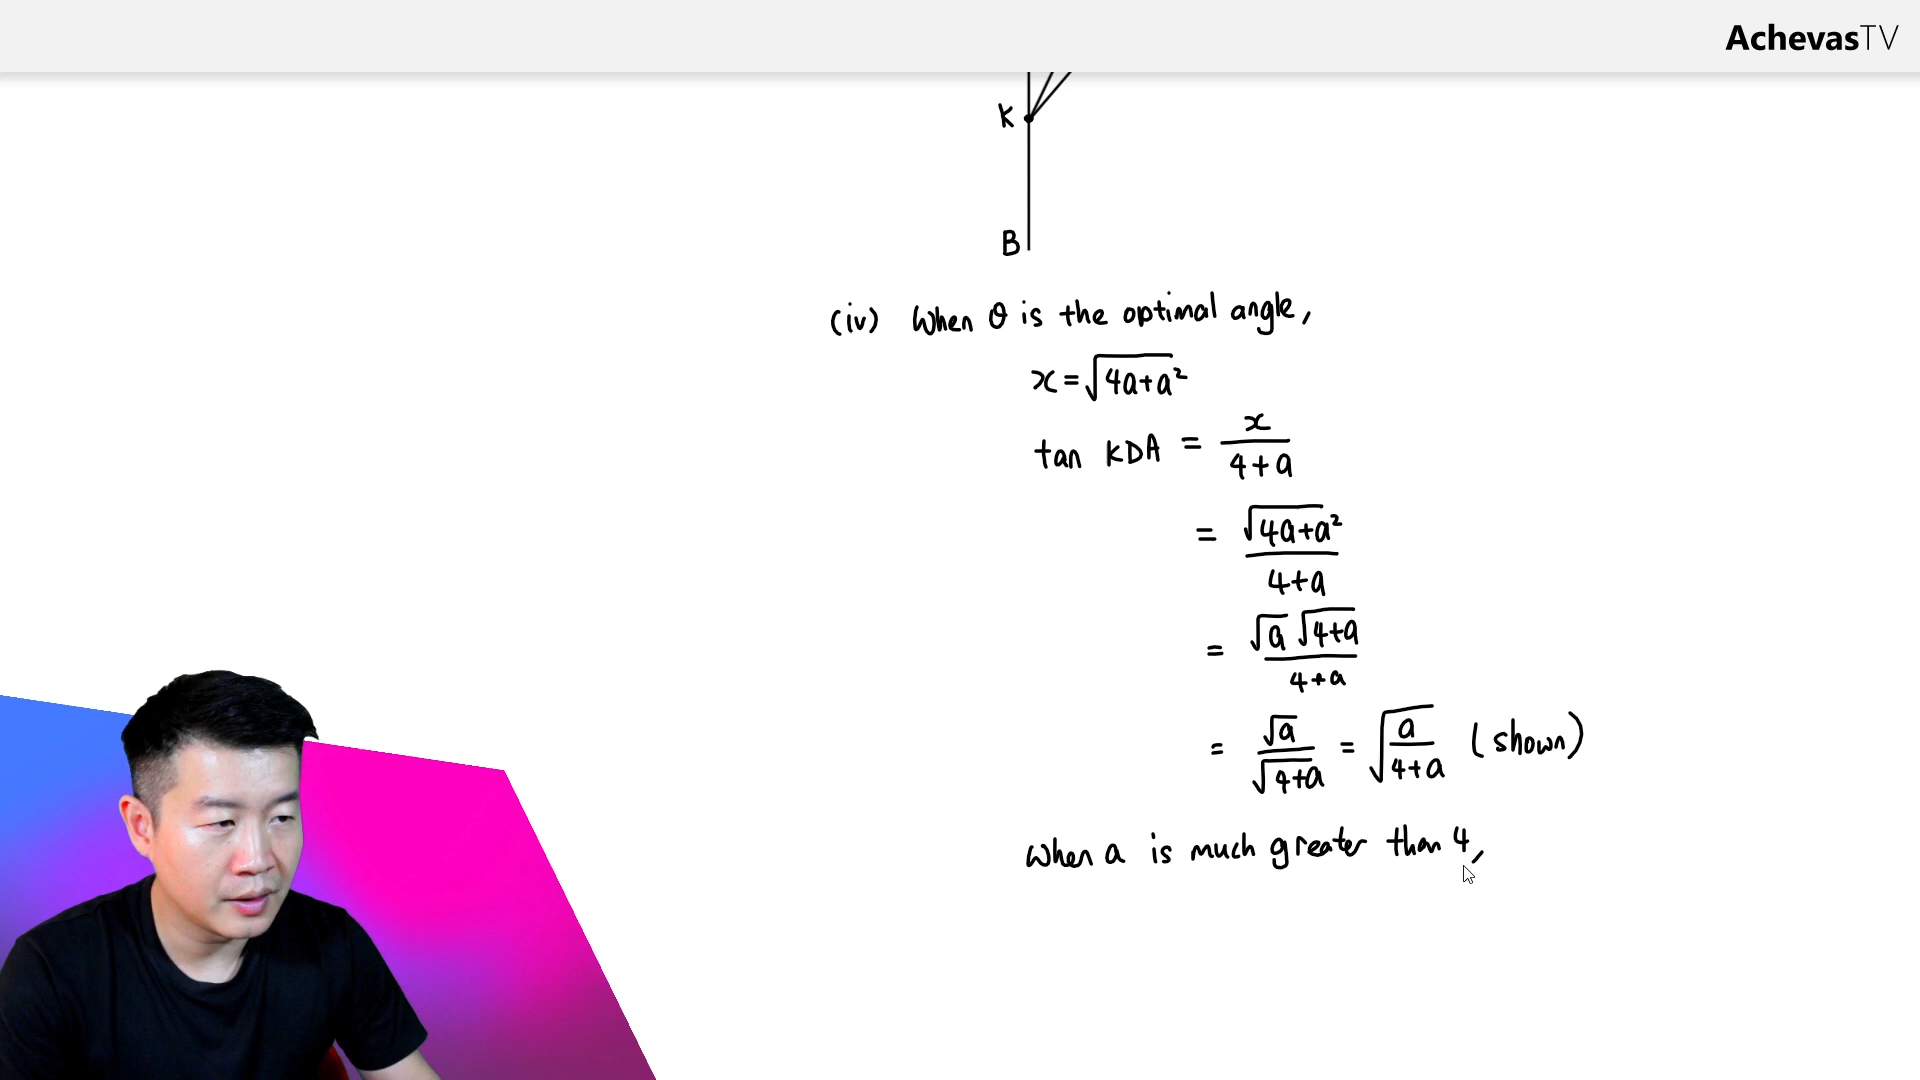 AchevasTV
K
B
(iv) When θ is the optimal angle,
x = √(4a+a²)
tan KDA = x/(4+a)
= √(4a+a²)/(4+a)
= √a √(4+a)/(4+a)
= √a/√(4+a) = √(a/(4+a)) (shown)
When a is much greater than 4,